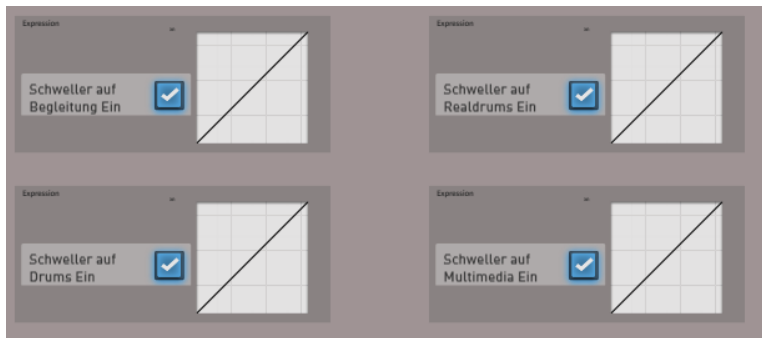 Expression
Schweller auf
Begleitung Ein
Expression
Schweller auf
Realdrums Ein
Expression
Schweller auf
Drums Ein
Expression
Schweller auf
Multimedia Ein